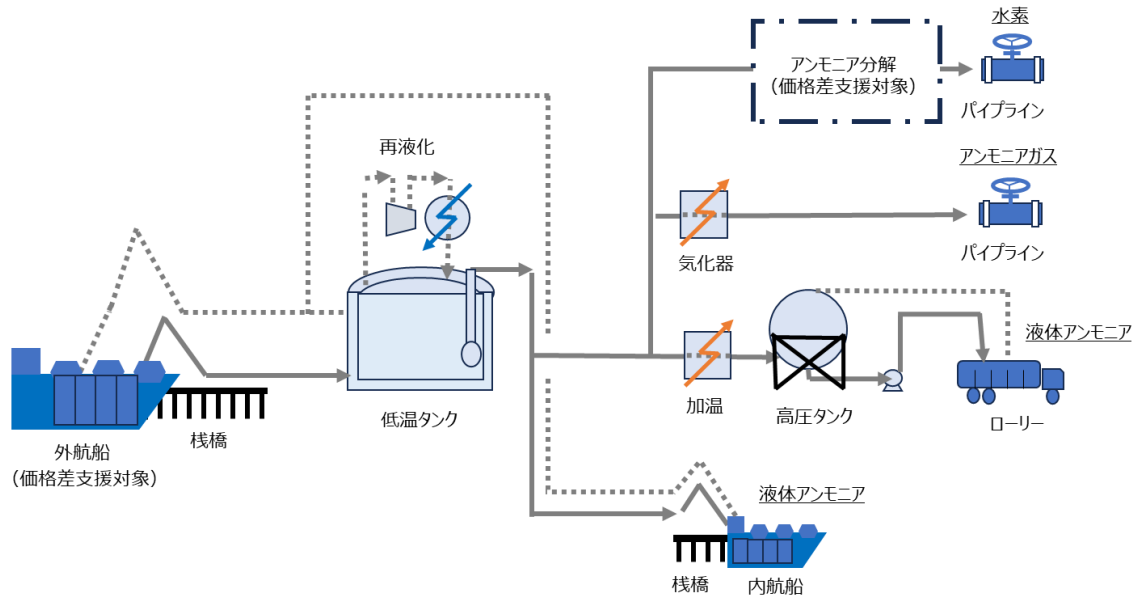 水素
アンモニア分解
（価格差支援対象）
パイプライン
再液化
アンモニアガス
気化器
パイプライン
低温タンク
加温
高圧タンク
液体アンモニア
ローリー
外航船
（価格差支援対象）
桟橋
液体アンモニア
桟橋
内航船